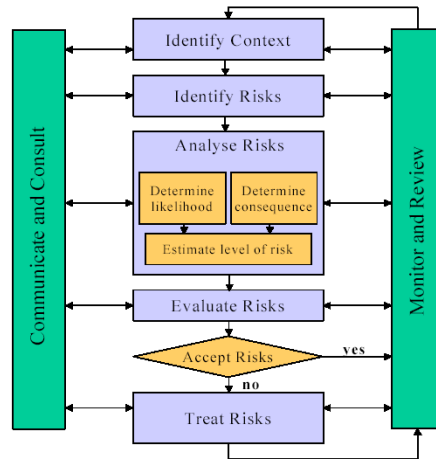 Identify Context
Identify Risks
Analyse Risks
Determine
likelihood
Determine
consequence
Estimate level of risk
Evaluate Risks
Accept Risks
yes
no
Treat Risks
Communicate and Consult
Monitor and Review